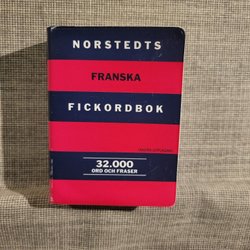 NORSTEDTS
FRANSKA
FICKORDBOK
32.000
ORD OCH FRASER